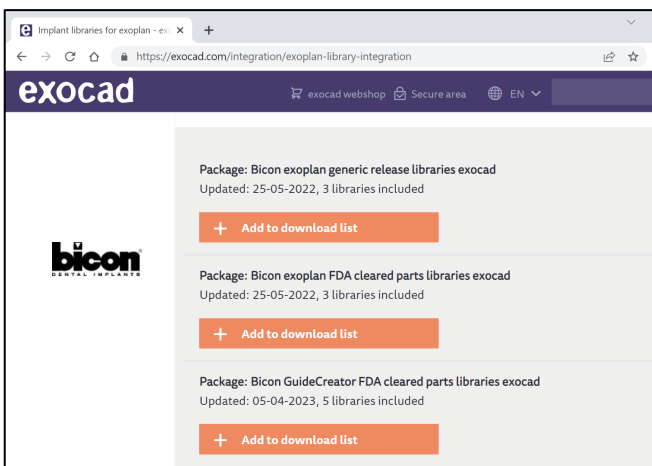 Implant libraries for exoplan - exo
https://exocad.com/integration/exoplan-library-integration
exocad
exocad webshop
Secure area
EN
Package: Bicon exoplan generic release libraries exocad
Updated: 25-05-2022, 3 libraries included
+ Add to download list
bicon
DENTAL IMPLANTS
Package: Bicon exoplan FDA cleared parts libraries exocad
Updated: 25-05-2022, 3 libraries included
+ Add to download list
Package: Bicon GuideCreator FDA cleared parts libraries exocad
Updated: 05-04-2023, 5 libraries included
+ Add to download list